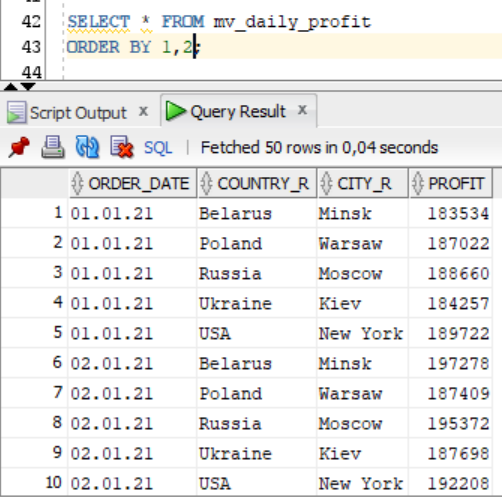 42 SELECT * FROM mv_daily_profit
43 ORDER BY 1,2;
44
Script Output x Query Result x
SQL | Fetched 50 rows in 0,04 seconds
ORDER_DATE COUNTRY_R CITY_R PROFIT
1 01.01.21 Belarus Minsk 183534
2 01.01.21 Poland Warsaw 187022
3 01.01.21 Russia Moscow 188660
4 01.01.21 Ukraine Kiev 184257
5 01.01.21 USA New York 189722
6 02.01.21 Belarus Minsk 197278
7 02.01.21 Poland Warsaw 187409
8 02.01.21 Russia Moscow 195372
9 02.01.21 Ukraine Kiev 187698
10 02.01.21 USA New York 192208